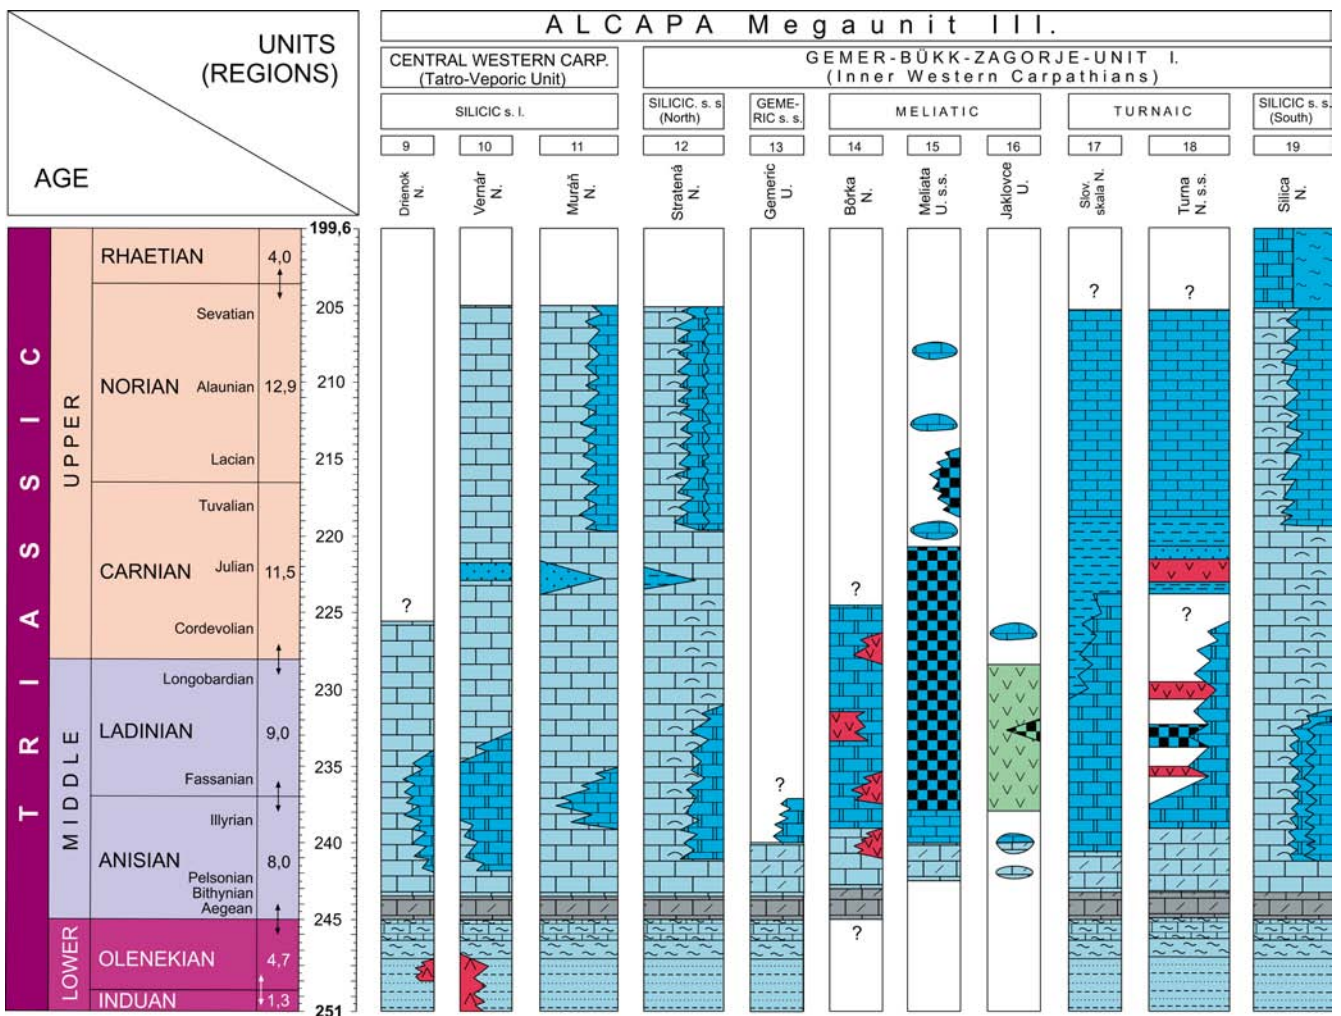 ALCAPA Megaunit III.
UNITS
(REGIONS)
AGE
CENTRAL WESTERN CARP.
(Tatro-Veporic Unit)
GEMER-BÜKK-ZAGORJE-UNIT I.
(Inner Western Carpathians)
SILICIC s. l.
SILICIC. s. s.
(North)
GEME-
RIC s. s.
MELIATIC
TURNAIC
SILICIC s. s.
(South)
9
10
11
12
13
14
15
16
17
18
19
Drienok
N.
Vernár
N.
Muráň
N.
Stratená
N.
Gemeric
U.
Bôrka
N.
Meliata
U. s.s.
Jaklovce
U.
Slov.
skala N.
Turna
N. s.s.
Silica
N.
TRIASSIC
UPPER
MIDDLE
LOWER
RHAETIAN
4,0
Sevatian
NORIAN
Alaunian
12,9
Lacian
Tuvalian
CARNIAN
Julian
11,5
Cordevolian
Longobardian
LADINIAN
9,0
Fassanian
Illyrian
ANISIAN
8,0
Pelsonian
Bithynian
Aegean
OLENEKIAN
4,7
INDUAN
1,3
199,6
205
210
215
220
225
230
235
240
245
251
?
?
?
?
?
?
?